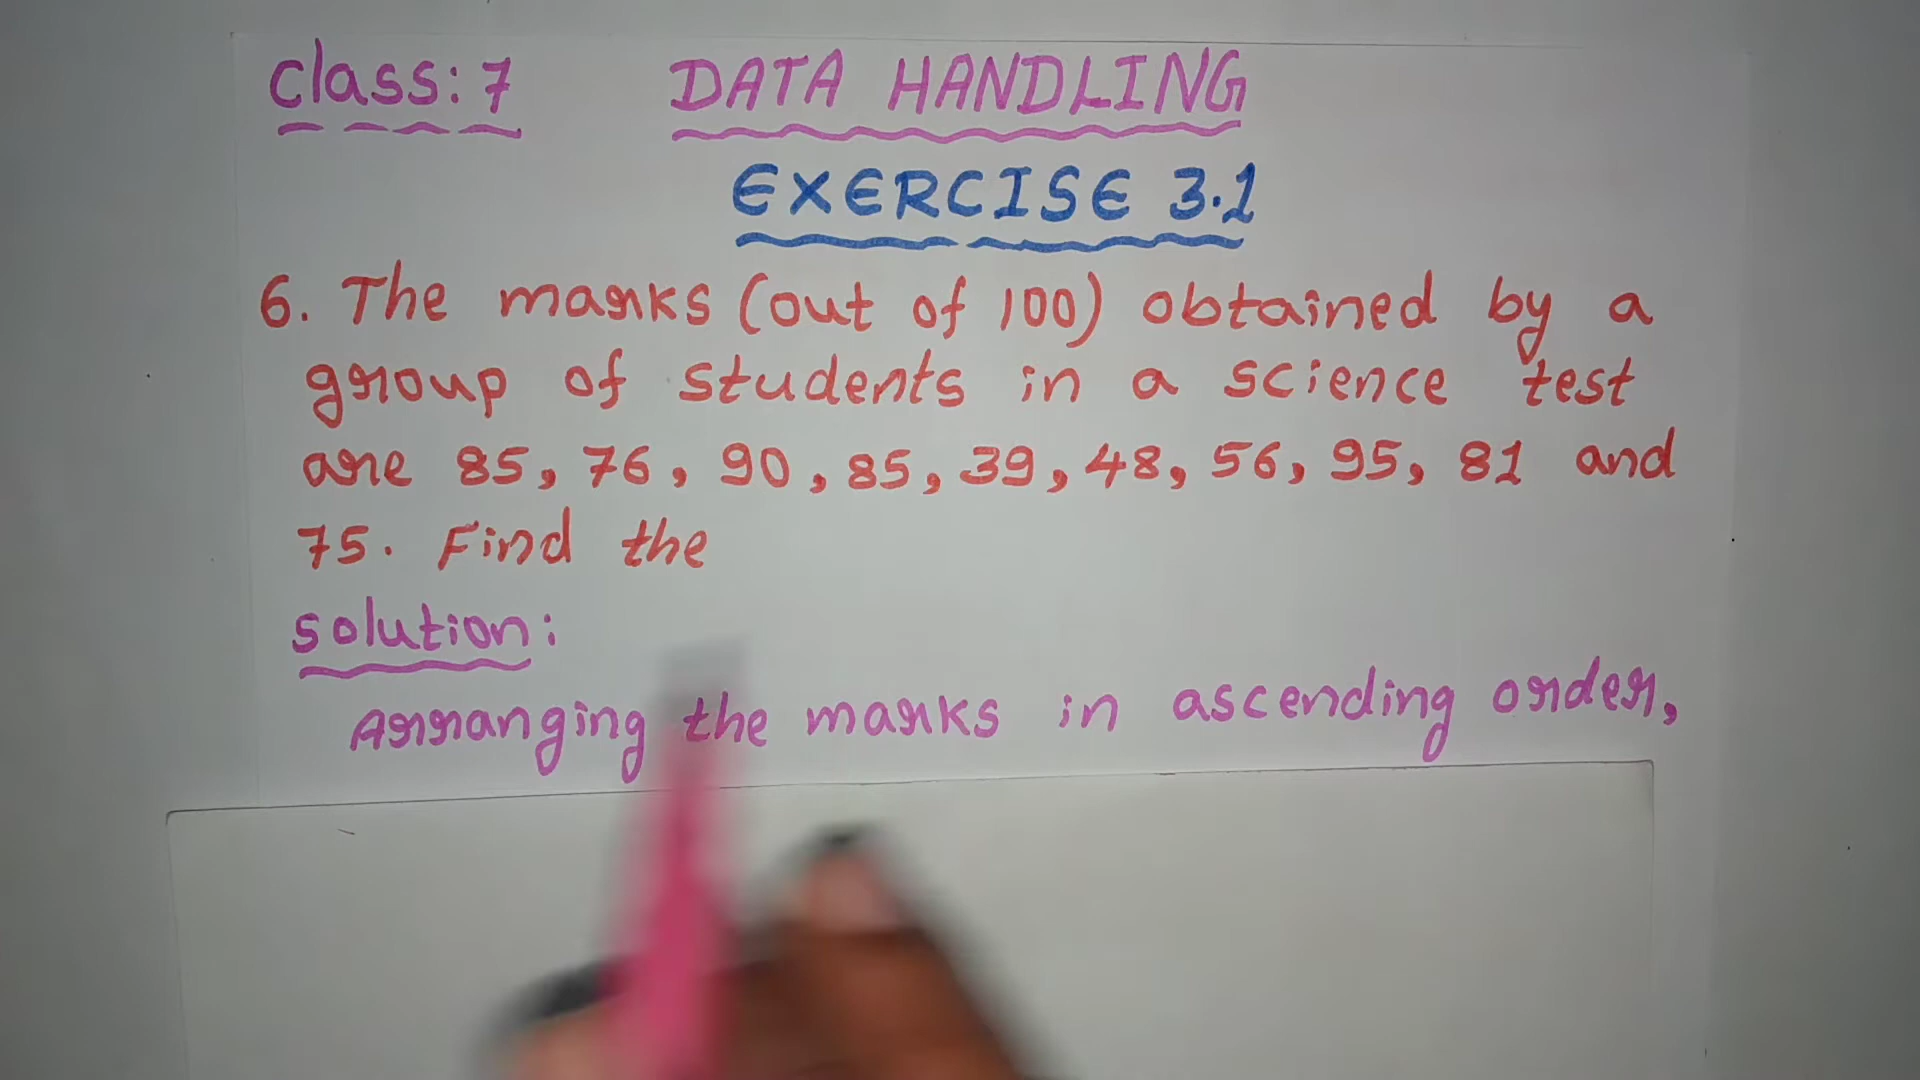 class: 7 DATA HANDLING
EXERCISE 3.1
6. The marks (out of 100) obtained by a
group of students in a science test
are 85, 76, 90, 85, 39, 48, 56, 95, 81 and
75. Find the
solution:
Arranging the marks in ascending order,